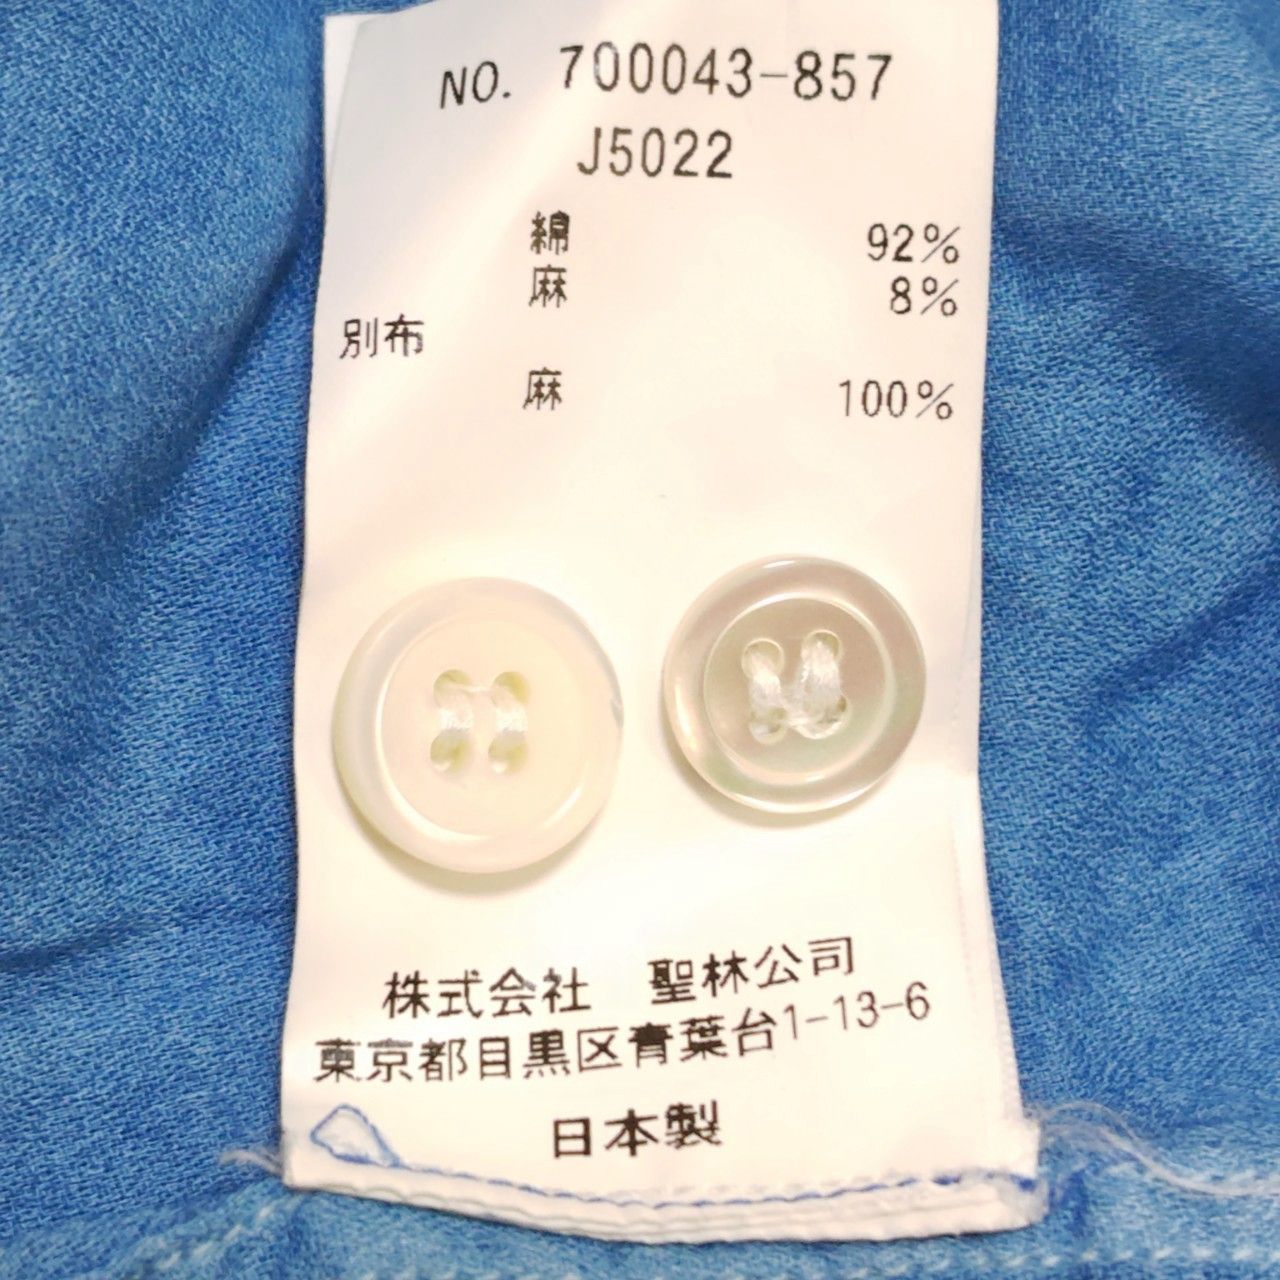 NO. 700043-857
J5022
綿 92%
麻 8%
別布
麻 100%
株式会社 聖林公司
東京都目黒区青葉台1-13-6
日本製